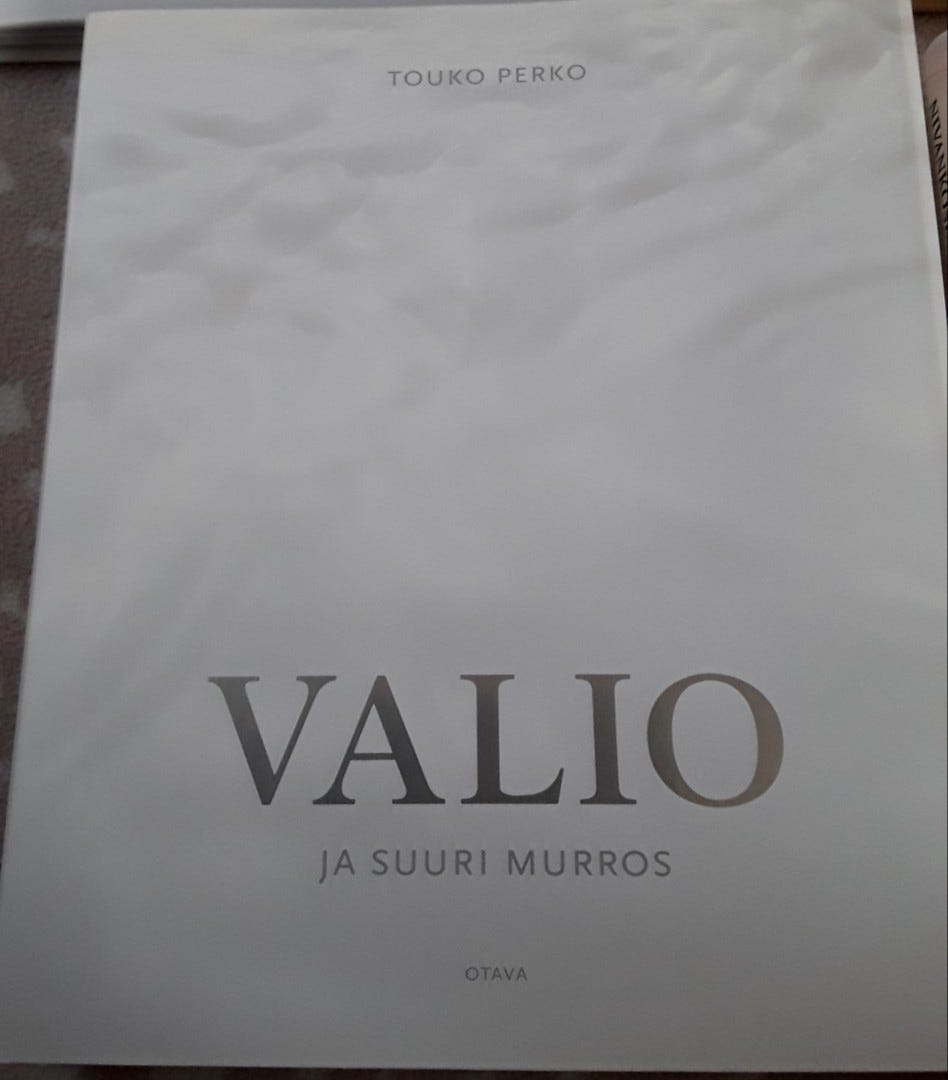 TOUKO PERKO
VALIO
JA SUURI MURROS
OTAVA